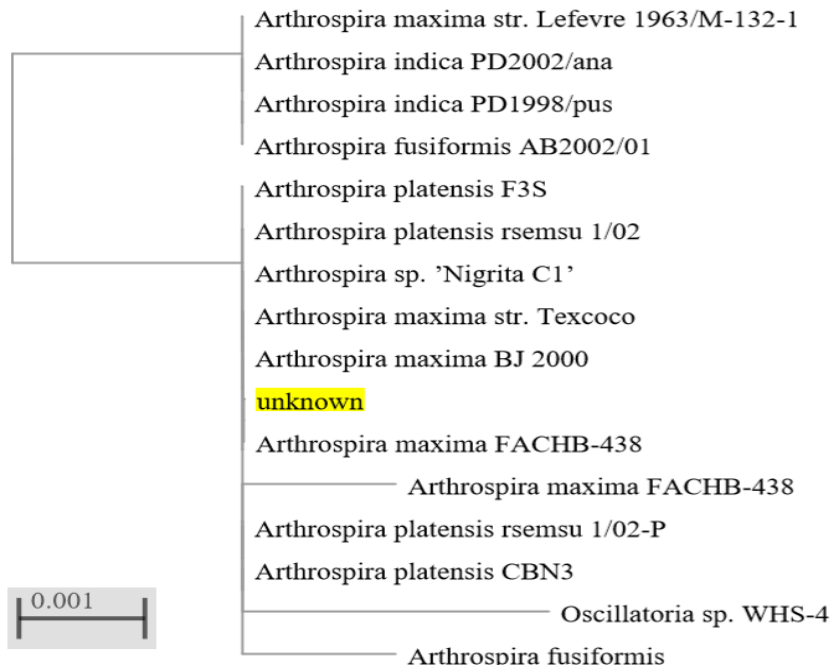 Arthrospira maxima str. Lefevre 1963/M-132-1
Arthrospira indica PD2002/ana
Arthrospira indica PD1998/pus
Arthrospira fusiformis AB2002/01
Arthrospira platensis F3S
Arthrospira platensis rsemsu 1/02
Arthrospira sp. ’Nigrita C1’
Arthrospira maxima str. Texcoco
Arthrospira maxima BJ 2000
unknown
Arthrospira maxima FACHB-438
Arthrospira maxima FACHB-438
Arthrospira platensis rsemsu 1/02-P
Arthrospira platensis CBN3
0.001
Oscillatoria sp. WHS-4
Arthrospira fusiformis